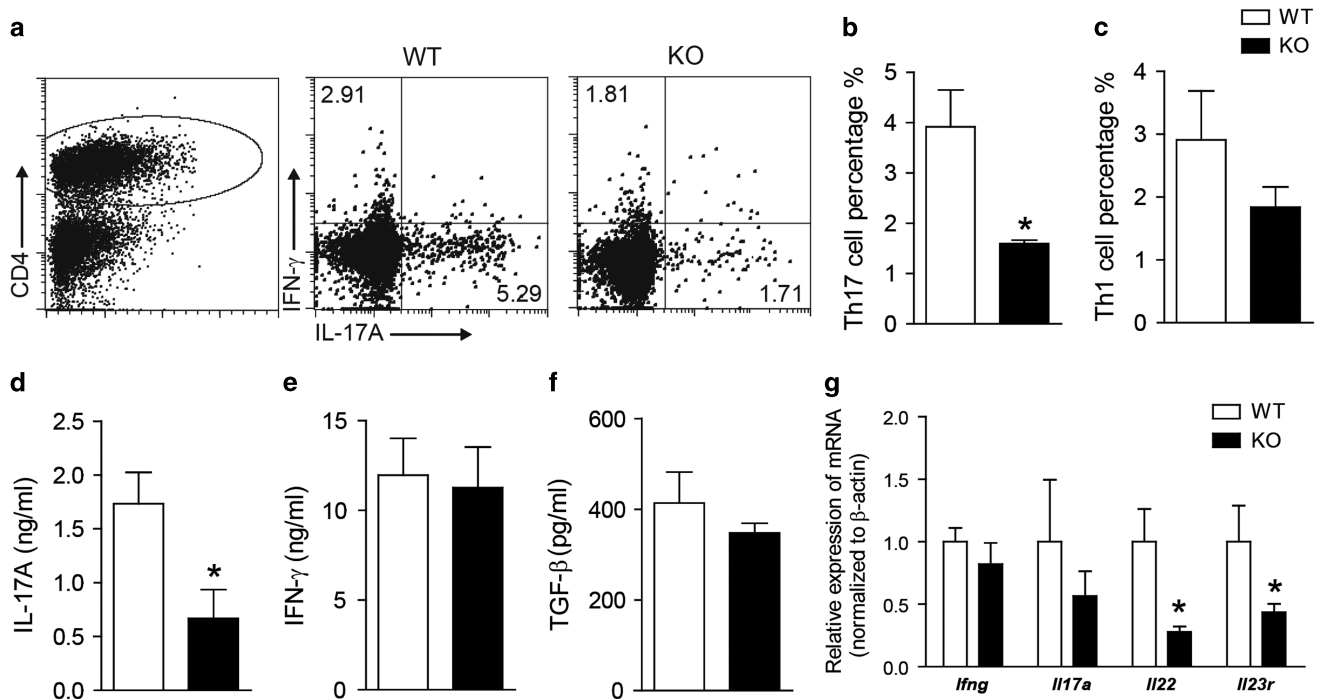 a
WT
KO
CD4
IFN-γ
IL-17A
2.91
5.29
1.81
1.71
b
Th17 cell percentage %
5
4
3
2
1
0
*
c
WT
KO
Th1 cell percentage %
4
3
2
1
0
d
IL-17A (ng/ml)
2.5
2.0
1.5
1.0
0.5
0.0
*
e
IFN-γ (ng/ml)
15
10
5
0
f
TGF-β (pg/ml)
600
400
200
0
g
WT
KO
Relative expression of mRNA
(normalized to β-actin)
2.0
1.5
1.0
0.5
0.0
*
*
Ifng Il17a Il22 Il23r